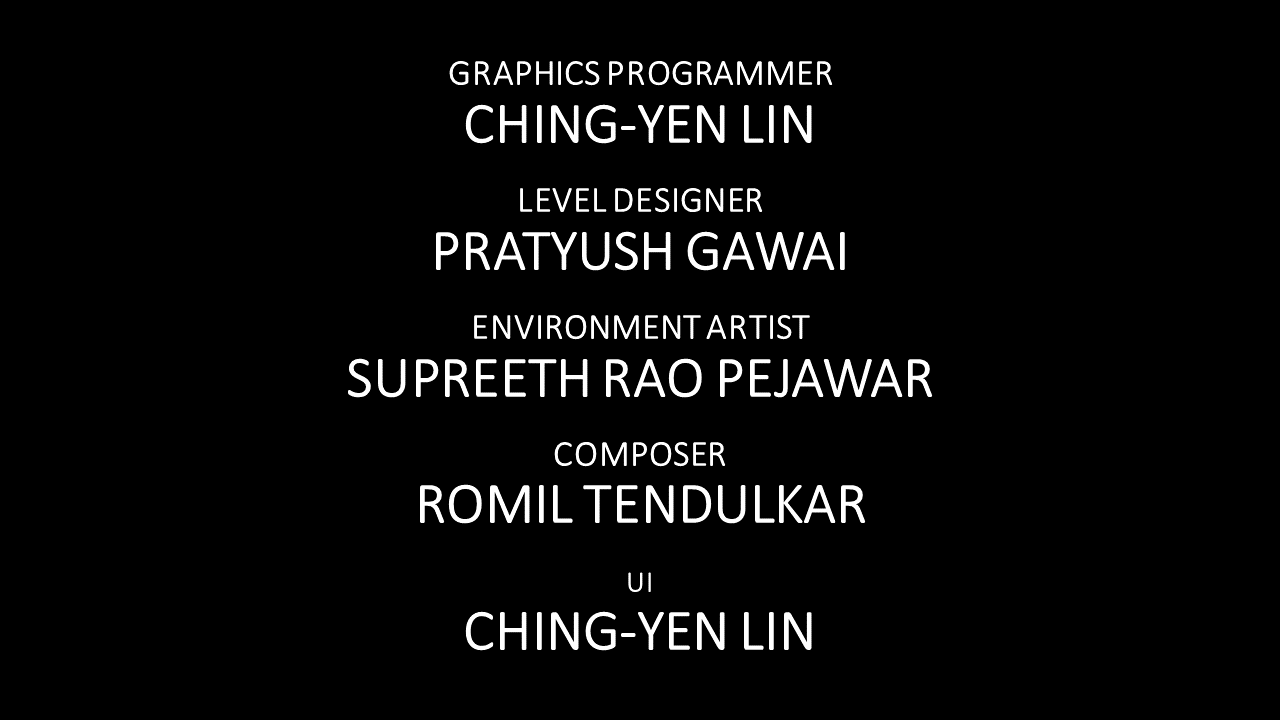 GRAPHICS PROGRAMMER
CHING-YEN LIN
LEVEL DESIGNER
PRATYUSH GAWAI
ENVIRONMENT ARTIST
SUPREETH RAO PEJAWAR
COMPOSER
ROMIL TENDULKAR
UI
CHING-YEN LIN